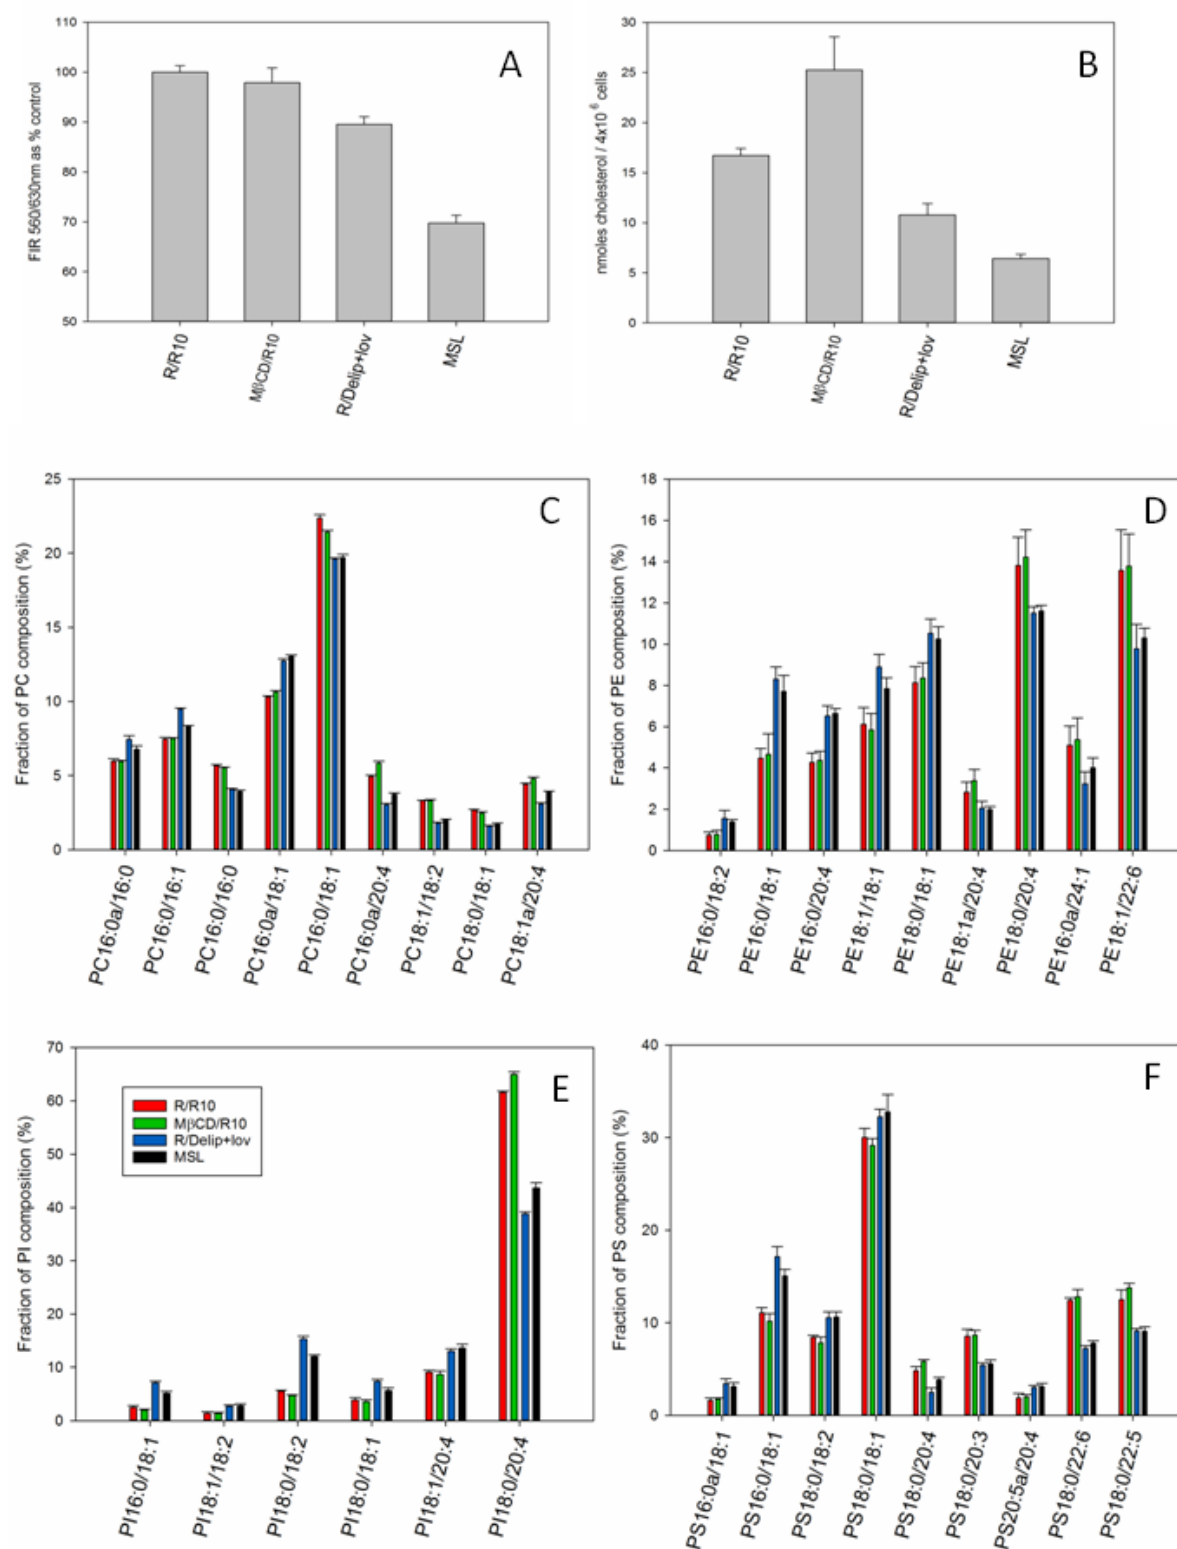 A
FIR 560/630nm as % control
110
100
90
80
70
60
50
R/R10
MβCD/R10
R/Delip+lov
MSL
B
nmoles cholesterol / 4x10⁻⁶ cells
30
25
20
15
10
5
0
R/R10
MβCD/R10
R/Delip+lov
MSL
C
Fraction of PC composition (%)
25
20
15
10
5
0
PC16:0a/16:0
PC16:0/16:1
PC16:0/16:0
PC16:0a/18:1
PC16:0/18:1
PC16:0a/20:4
PC18:1/18:2
PC18:0/18:1
PC18:1a/20:4
D
Fraction of PE composition (%)
18
16
14
12
10
8
6
4
2
0
PE16:0/18:2
PE16:0/18:1
PE16:0/20:4
PE18:1/18:1
PE18:0/18:1
PE18:1a/20:4
PE18:0/20:4
PE16:0a/24:1
PE18:1/22:6
E
Fraction of PI composition (%)
70
60
50
40
30
20
10
0
R/R10
MβCD/R10
R/Delip+lov
MSL
PI16:0/18:1
PI18:1/18:2
PI18:0/18:2
PI18:0/18:1
PI18:1/20:4
PI18:0/20:4
F
Fraction of PS composition (%)
40
30
20
10
0
PS16:0a/18:1
PS16:0/18:1
PS18:0/18:2
PS18:0/18:1
PS18:0/20:4
PS18:0/20:3
PS20:5a/20:4
PS18:0/22:6
PS18:0/22:5